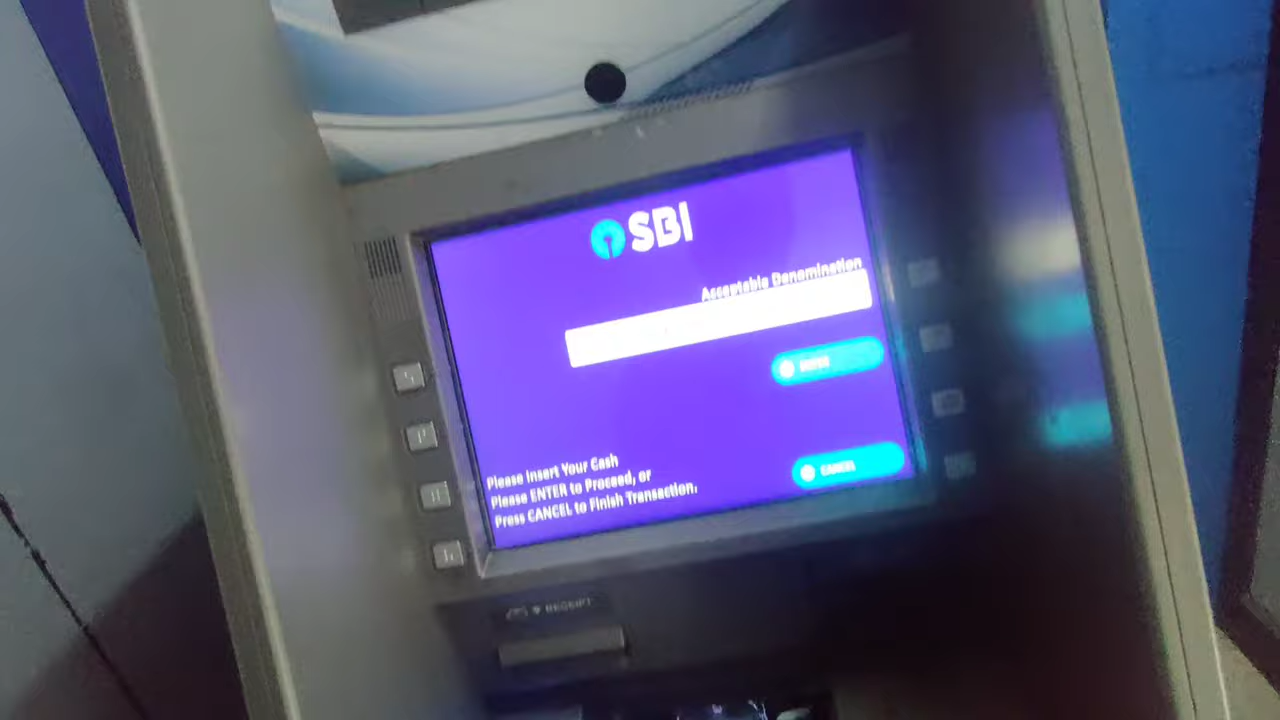 SBI
Acceptable Denomination
Please Insert Your Cash
Please ENTER to Proceed, or
CANCEL
Press CANCEL to Finish Transaction.
RECEIPT